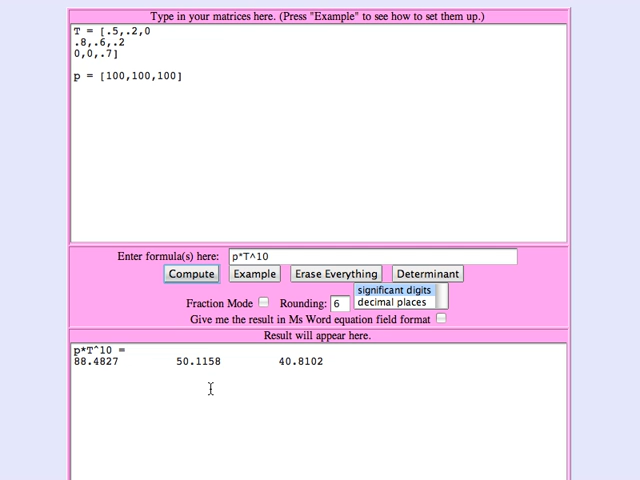 Type in your matrices here. (Press "Example" to see how to set them up.)
T = [.5,.2,0
.8,.6,.2
0,0,.7]
p = [100,100,100]
Enter formula(s) here: p*T^10
Compute Example Erase Everything Determinant
Fraction Mode Rounding: 6 significant digits
decimal places
Give me the result in Ms Word equation field format
Result will appear here.
p*T^10 =
88.4827 50.1158 40.8102